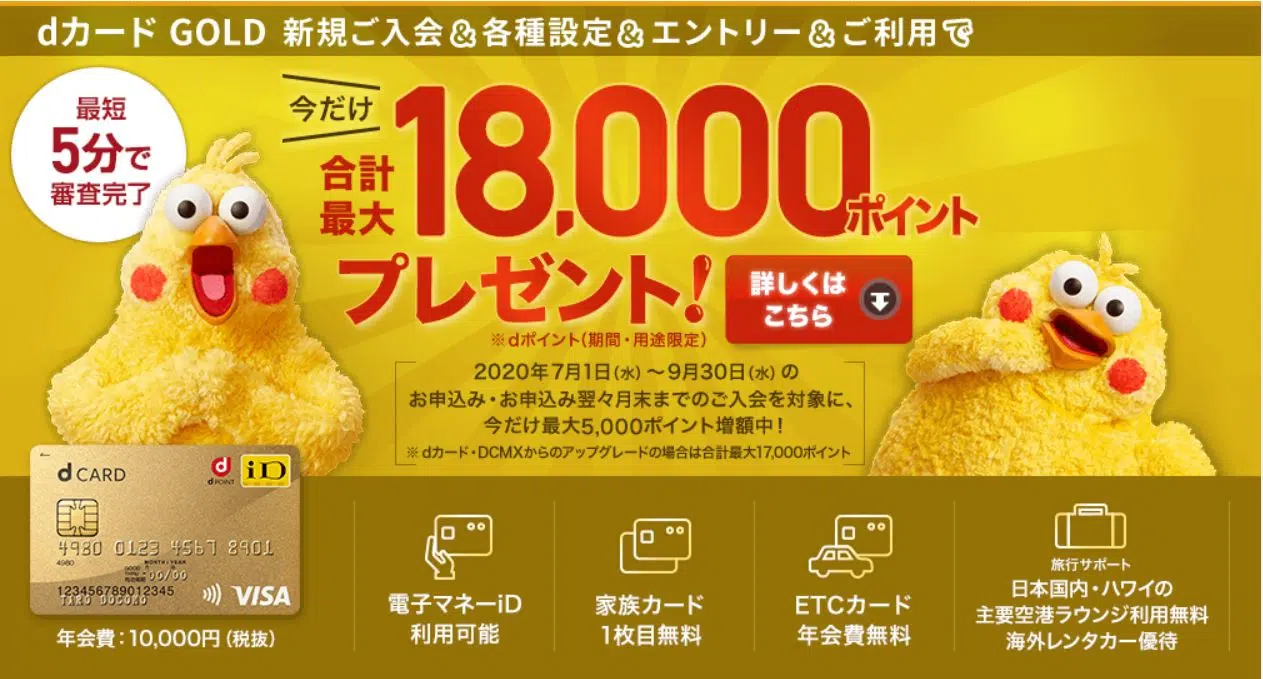 dカード GOLD 新規ご入会&各種設定&エントリー&ご利用で
最短
5分で
審査完了
今だけ
合計
最大
18,000ポイント
プレゼント!
詳しくは
こちら
※dポイント(期間・用途限定)
2020年7月1日(水)～9月30日(水)の
お申込み・お申込み翌々月末までのご入会を対象に、
今だけ最大5,000ポイント増額中!
※dカード・DCMXからのアップグレードの場合は合計最大17,000ポイント
d CARD
d POINT
iD
4980 0123 4567 8901
4980
MONTH/YEAR
00/00
123456789012345
TARO DOCOMO
VISA
年会費:10,000円(税抜)
電子マネーiD
利用可能
家族カード
1枚目無料
ETCカード
年会費無料
旅行サポート
日本国内・ハワイの
主要空港ラウンジ利用無料
海外レンタカー優待